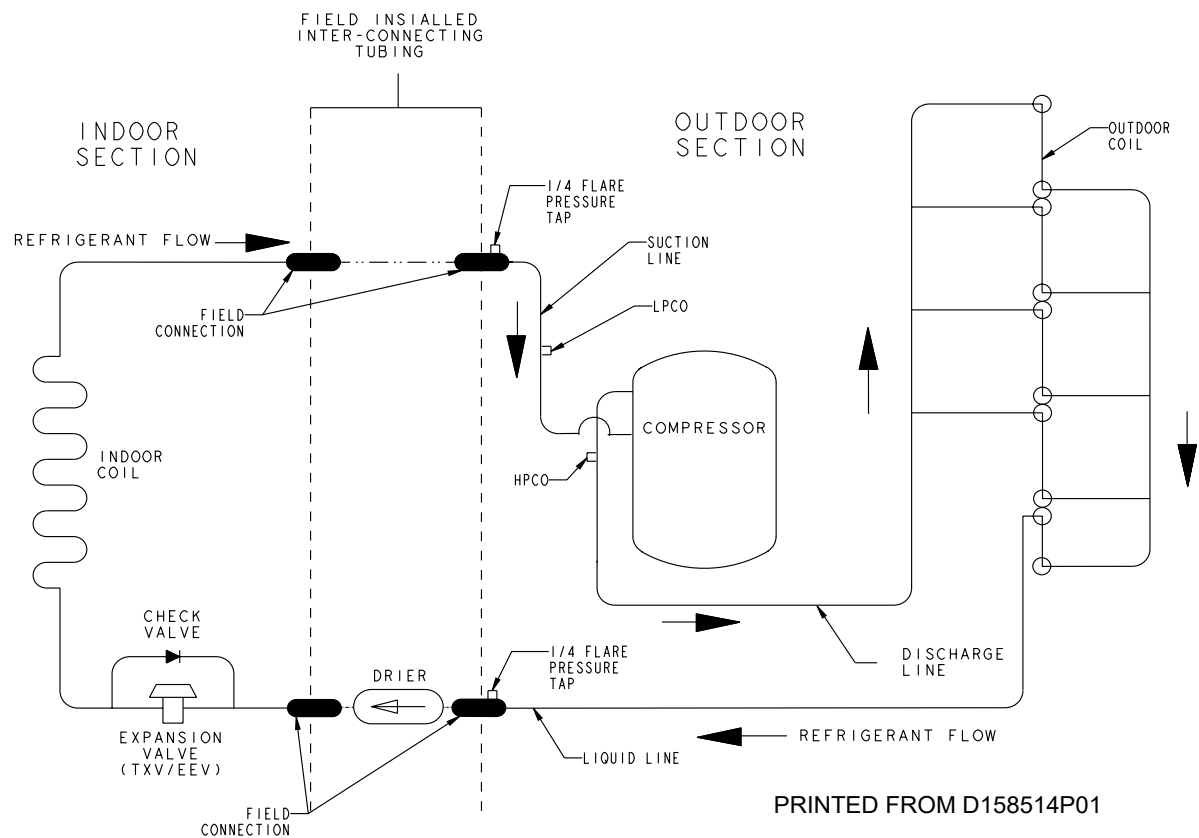 FIELD INSIALLED
INTER-CONNECTING
TUBING
INDOOR
SECTION
OUTDOOR
SECTION
OUTDOOR
COIL
1/4 FLARE
PRESSURE
TAP
REFRIGERANT FLOW
SUCTION
LINE
FIELD
CONNECTION
LPCO
COMPRESSOR
INDOOR
COIL
HPCO
CHECK
VALVE
1/4 FLARE
PRESSURE
TAP
DISCHARGE
LINE
DRIER
EXPANSION
VALVE
(TXV/EEV)
LIQUID LINE
REFRIGERANT FLOW
FIELD
CONNECTION
PRINTED FROM D158514P01